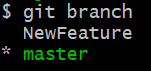 $ git branch
  NewFeature
* master